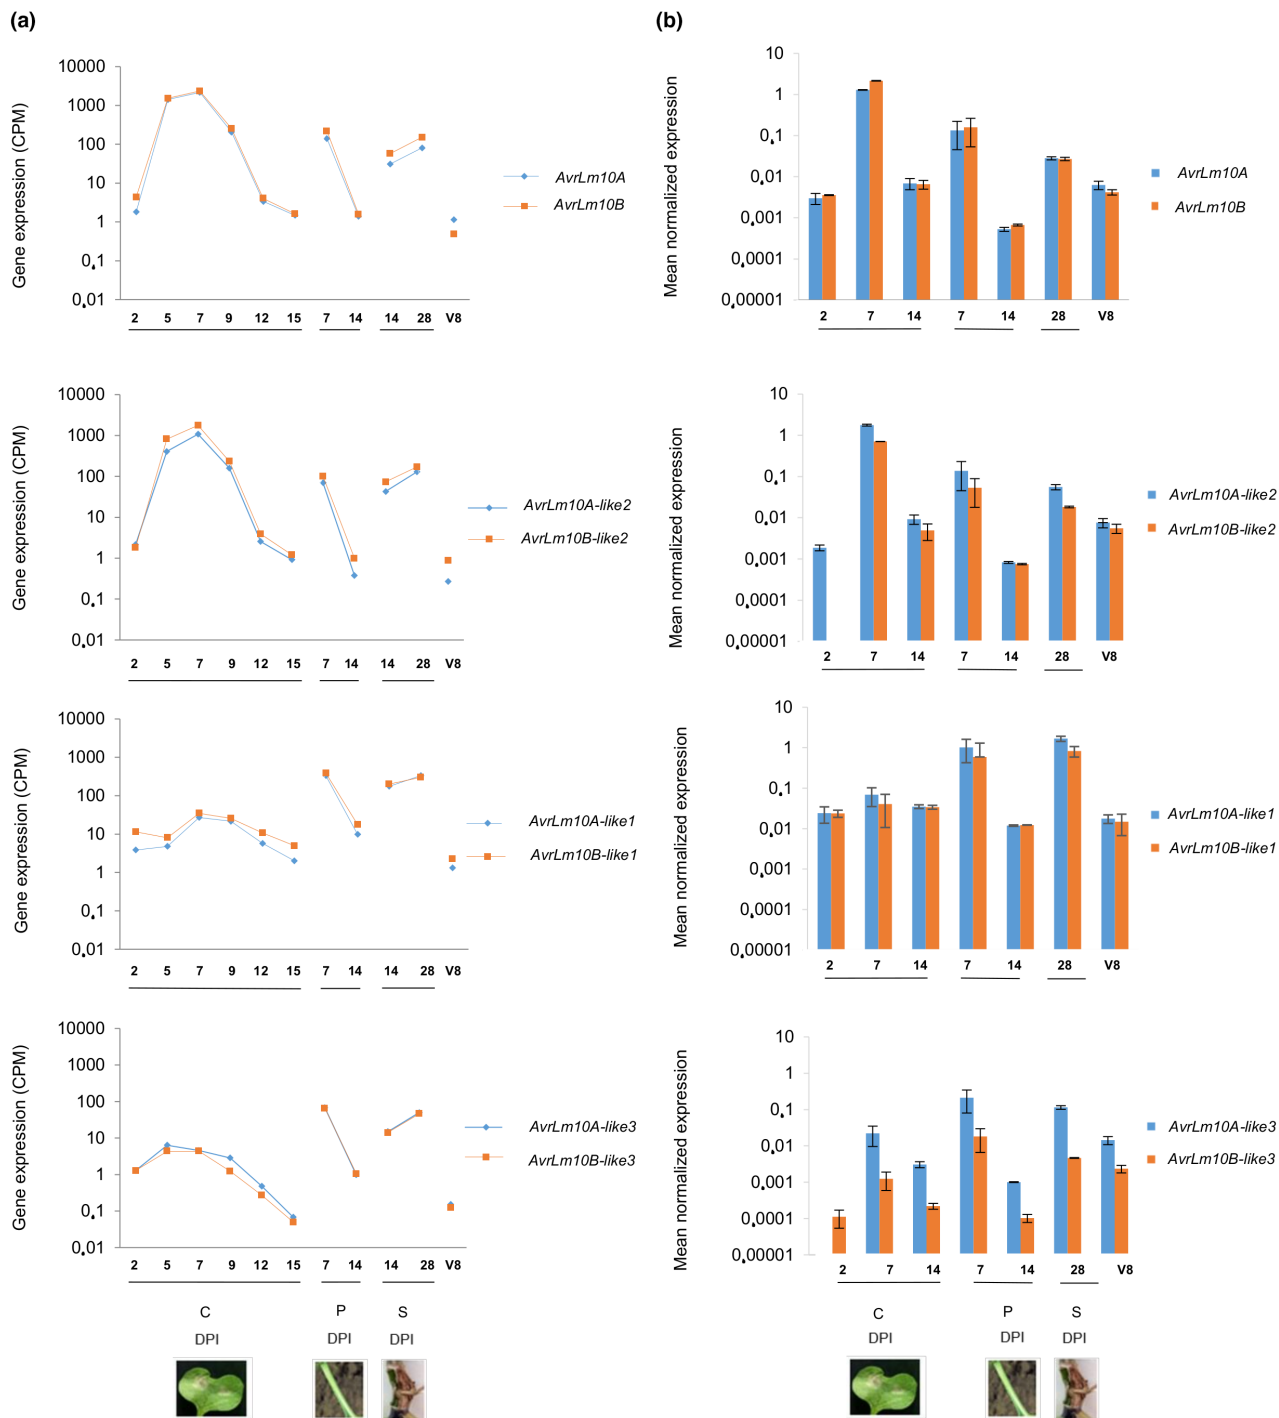 (a)
Gene expression (CPM)
10000
1000
100
10
1
0,1
0,01
2 5 7 9 12 15 7 14 14 28 V8
AvrLm10A
AvrLm10B
Gene expression (CPM)
10000
1000
100
10
1
0,1
0,01
2 5 7 9 12 15 7 14 14 28 V8
AvrLm10A-like2
AvrLm10B-like2
Gene expression (CPM)
10000
1000
100
10
1
0,1
0,01
2 5 7 9 12 15 7 14 14 28 V8
AvrLm10A-like1
AvrLm10B-like1
Gene expression (CPM)
10000
1000
100
10
1
0,1
0,01
2 5 7 9 12 15 7 14 14 28 V8
AvrLm10A-like3
AvrLm10B-like3
C P S
DPI DPI DPI
(b)
Mean normalized expression
10
1
0,1
0,01
0,001
0,0001
0,00001
2 7 14 7 14 28 V8
AvrLm10A
AvrLm10B
Mean normalized expression
10
1
0,1
0,01
0,001
0,0001
0,00001
2 7 14 7 14 28 V8
AvrLm10A-like2
AvrLm10B-like2
Mean normalized expression
10
1
0,1
0,01
0,001
0,0001
0,00001
2 7 14 7 14 28 V8
AvrLm10A-like1
AvrLm10B-like1
Mean normalized expression
10
1
0,1
0,01
0,001
0,0001
0,00001
2 7 14 7 14 28 V8
AvrLm10A-like3
AvrLm10B-like3
C P S
DPI DPI DPI